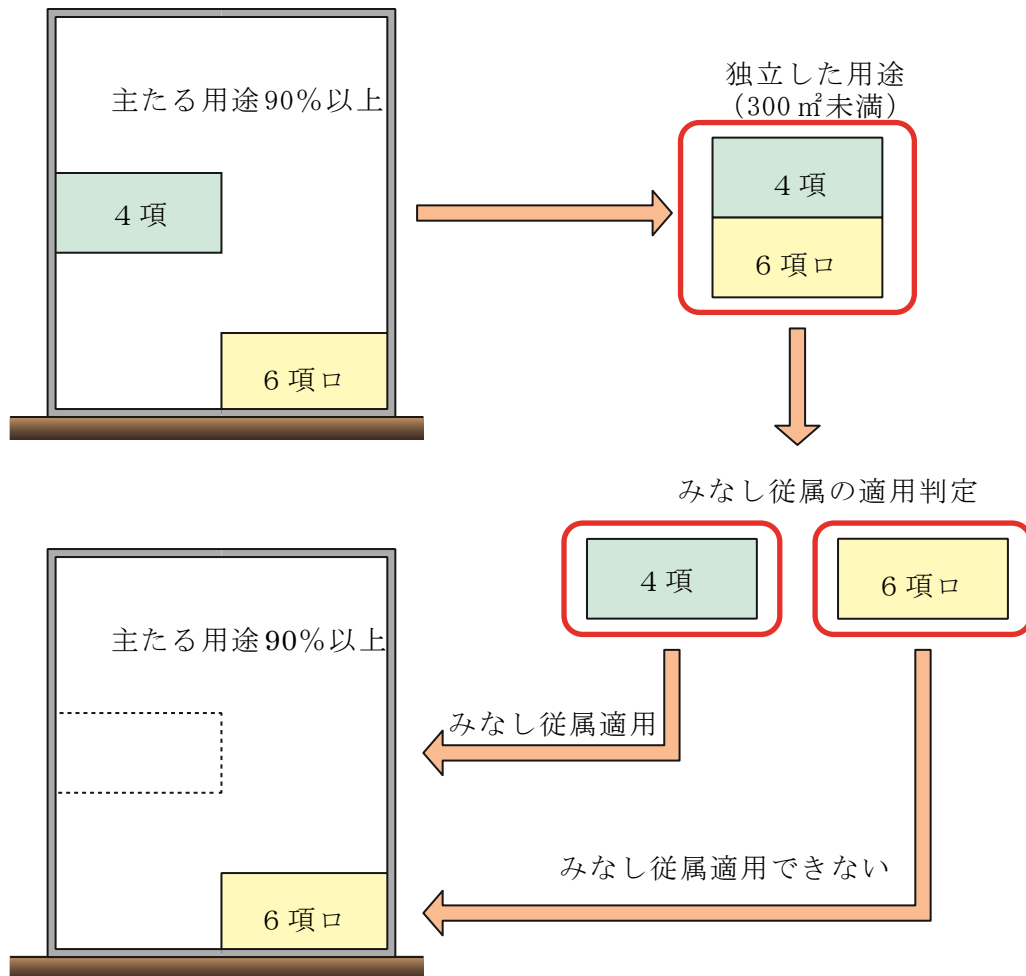 主たる用途90%以上
4項
6項ロ
独立した用途
（300㎡未満）
4項
6項ロ
みなし従属の適用判定
4項
6項ロ
主たる用途90%以上
みなし従属適用
みなし従属適用できない
6項ロ